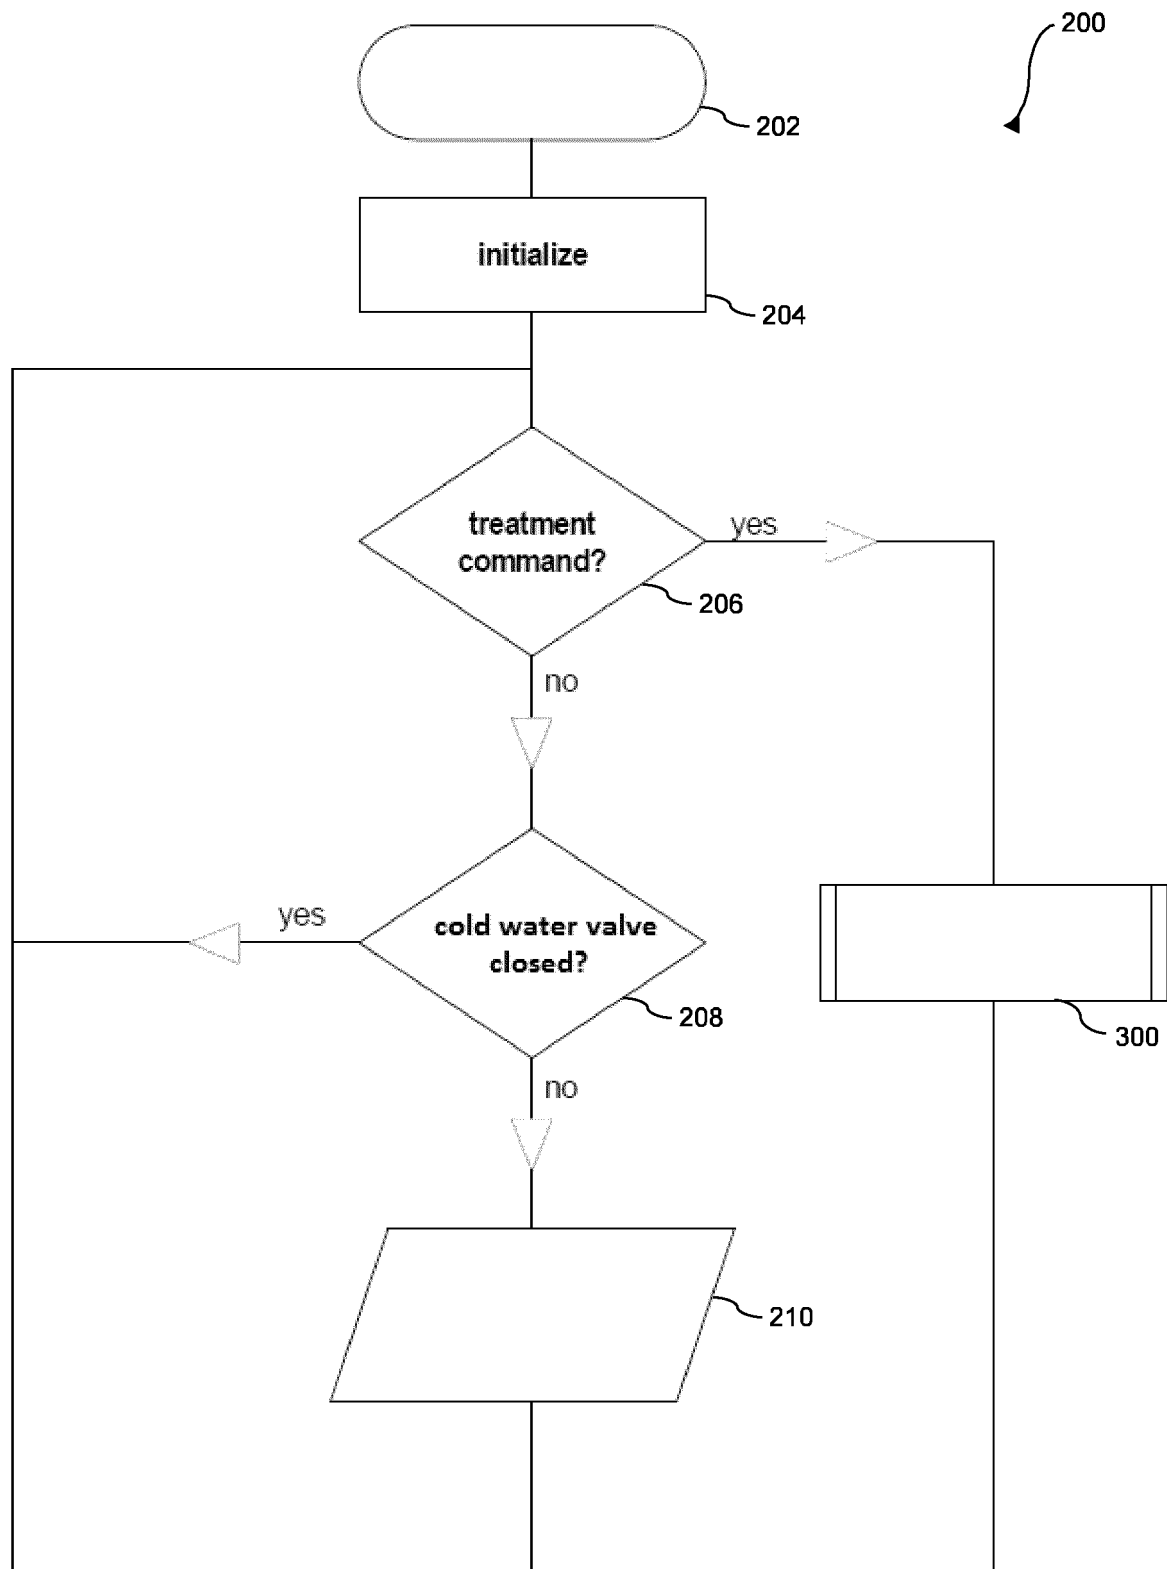 200
202
initialize
204
treatment
command?
yes
206
no
cold water valve
closed?
yes
208
300
no
210